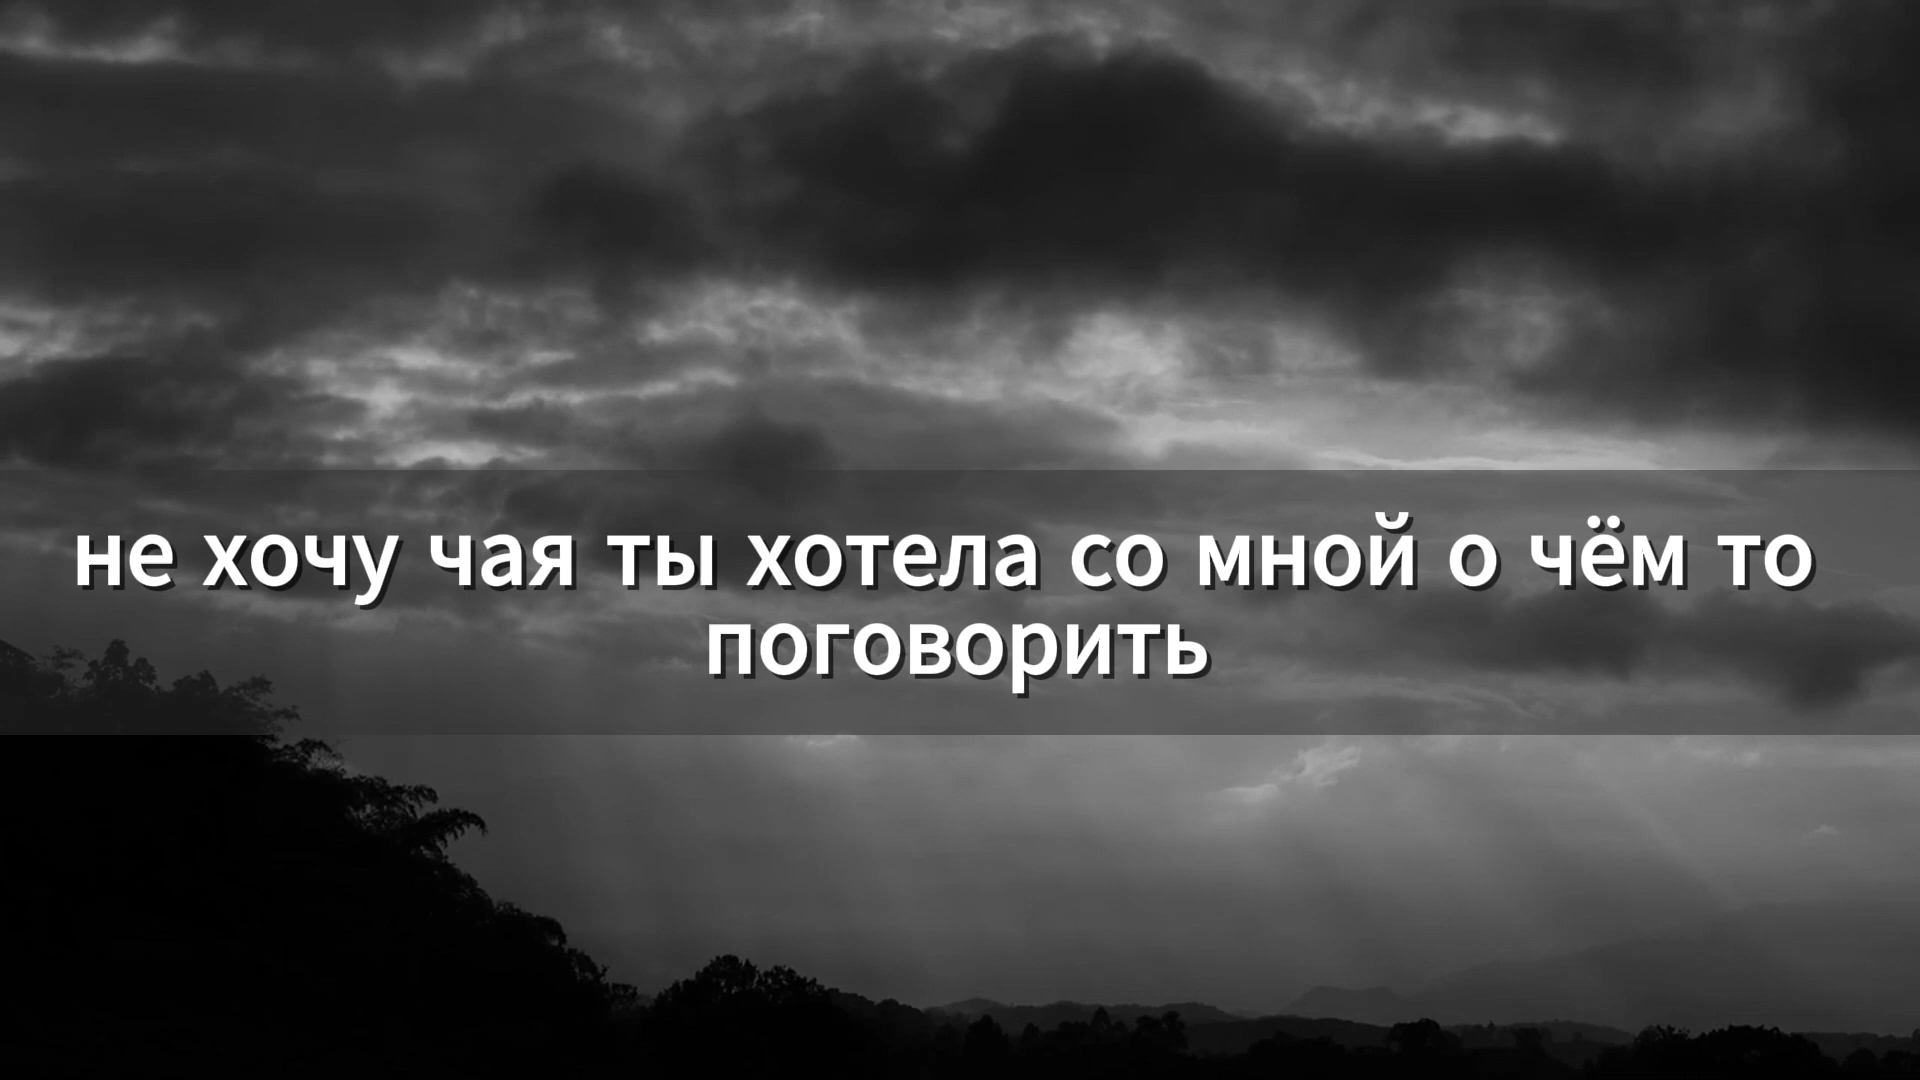 не хочу чая ты хотела со мной о чём то
поговорить